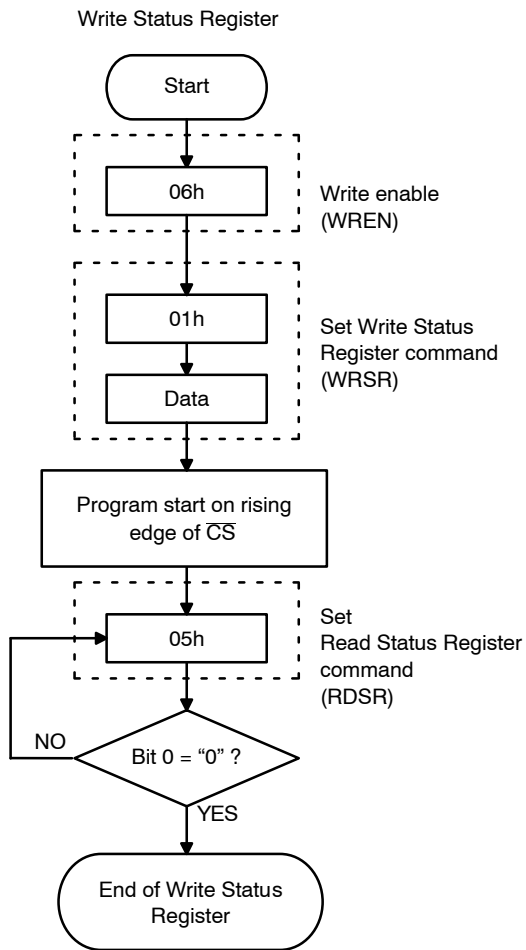 Write Status Register
Start
06h
Write enable
(WREN)
01h
Set Write Status
Register command
(WRSR)
Data
Program start on rising
edge of C̅S̅
Set
Read Status Register
command
(RDSR)
05h
NO
Bit 0 = “0” ?
YES
End of Write Status
Register